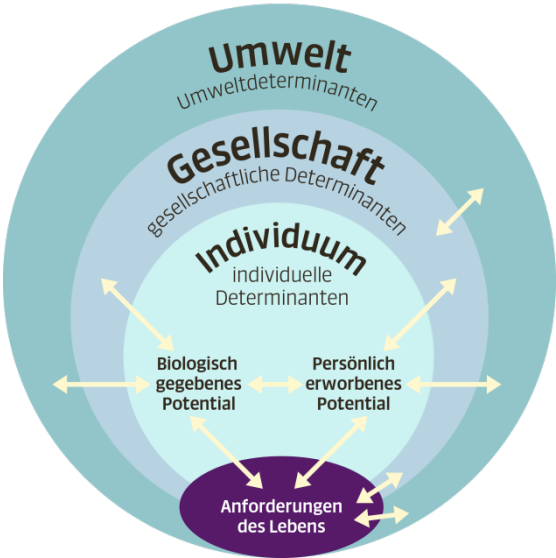 Umwelt
Umweltdeterminanten
Gesellschaft
gesellschaftliche Determinanten
Individuum
individuelle
Determinanten
Biologisch
gegebenes
Potential
Persönlich
erworbenes
Potential
Anforderungen
des Lebens